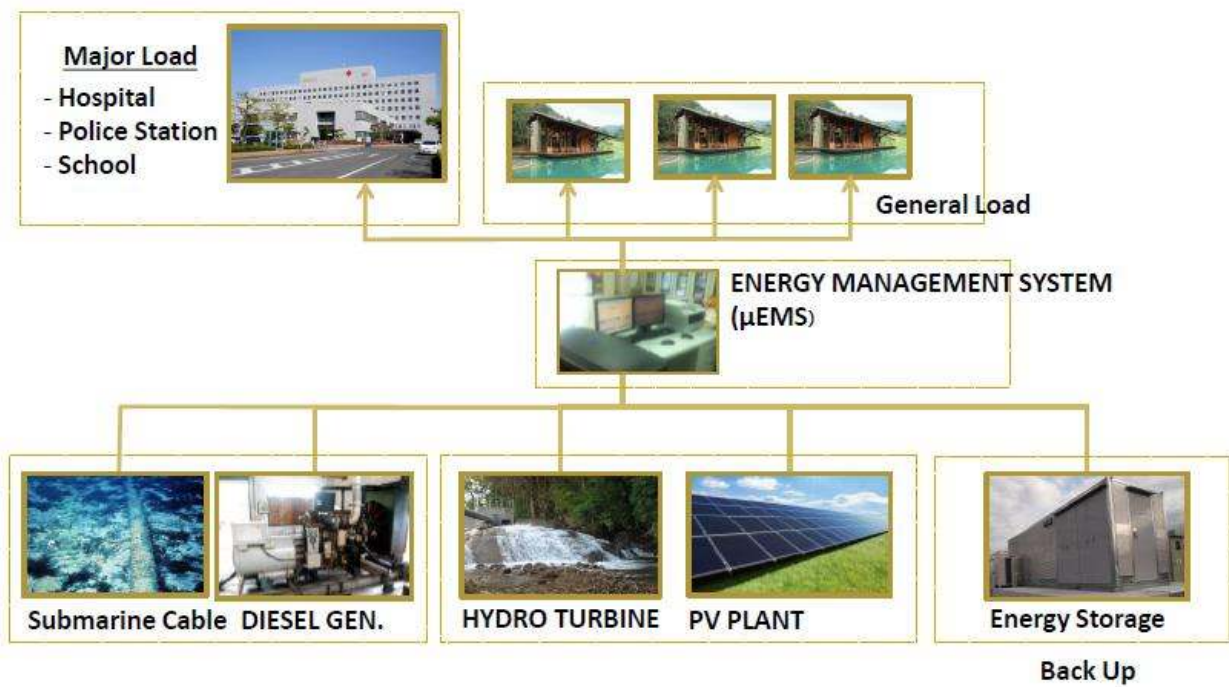 Major Load
- Hospital
- Police Station
- School
General Load
ENERGY MANAGEMENT SYSTEM
(µEMS)
Submarine Cable
DIESEL GEN.
HYDRO TURBINE
PV PLANT
Energy Storage
Back Up